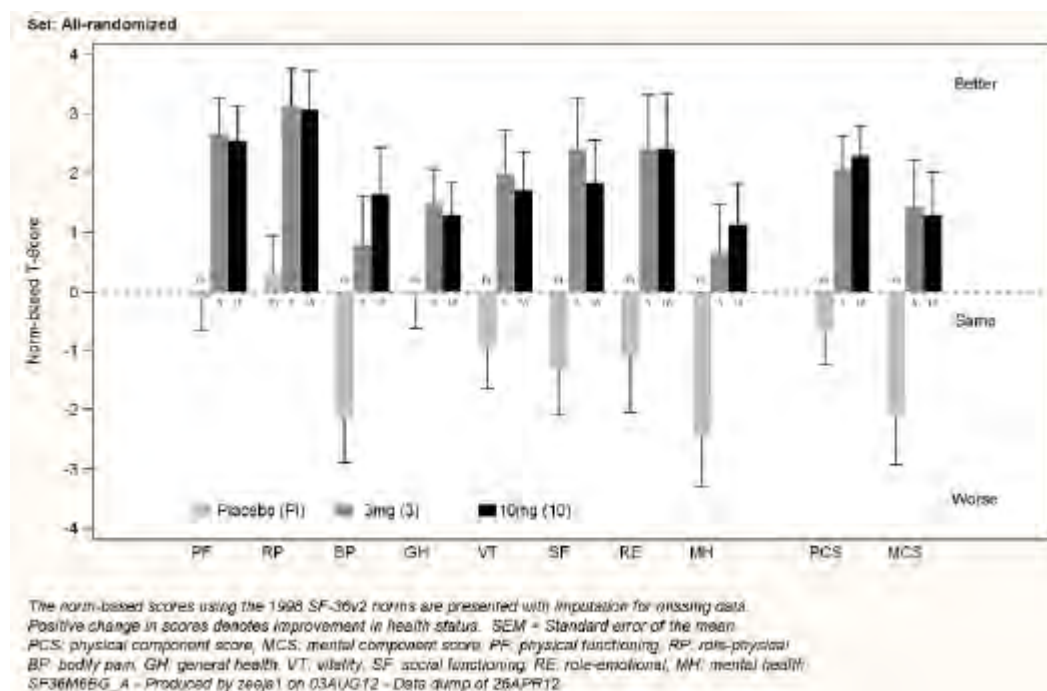 Set: All-randomized
Norm-based T-Score
4
3
2
1
0
-1
-2
-3
-4
Better
Same
Worse
Placebo (Pl)
10mg (10)
PF RP BP GH VT SF RE MH PCS MCS
The norm-based scores using the 1998 SF-36v2 norms are presented with imputation for missing data.
Positive change in scores denotes improvement in health status. SEM = Standard error of the mean
PCS: physical component score, MCS: mental component score, PF: physical functioning, RP: role-physical
BP: bodily pain, GH: general health, VT: vitality, SF: social functioning, RE: role-emotional, MH: mental health
- Produced by on 03AUG12 - Data dump of 26APR12